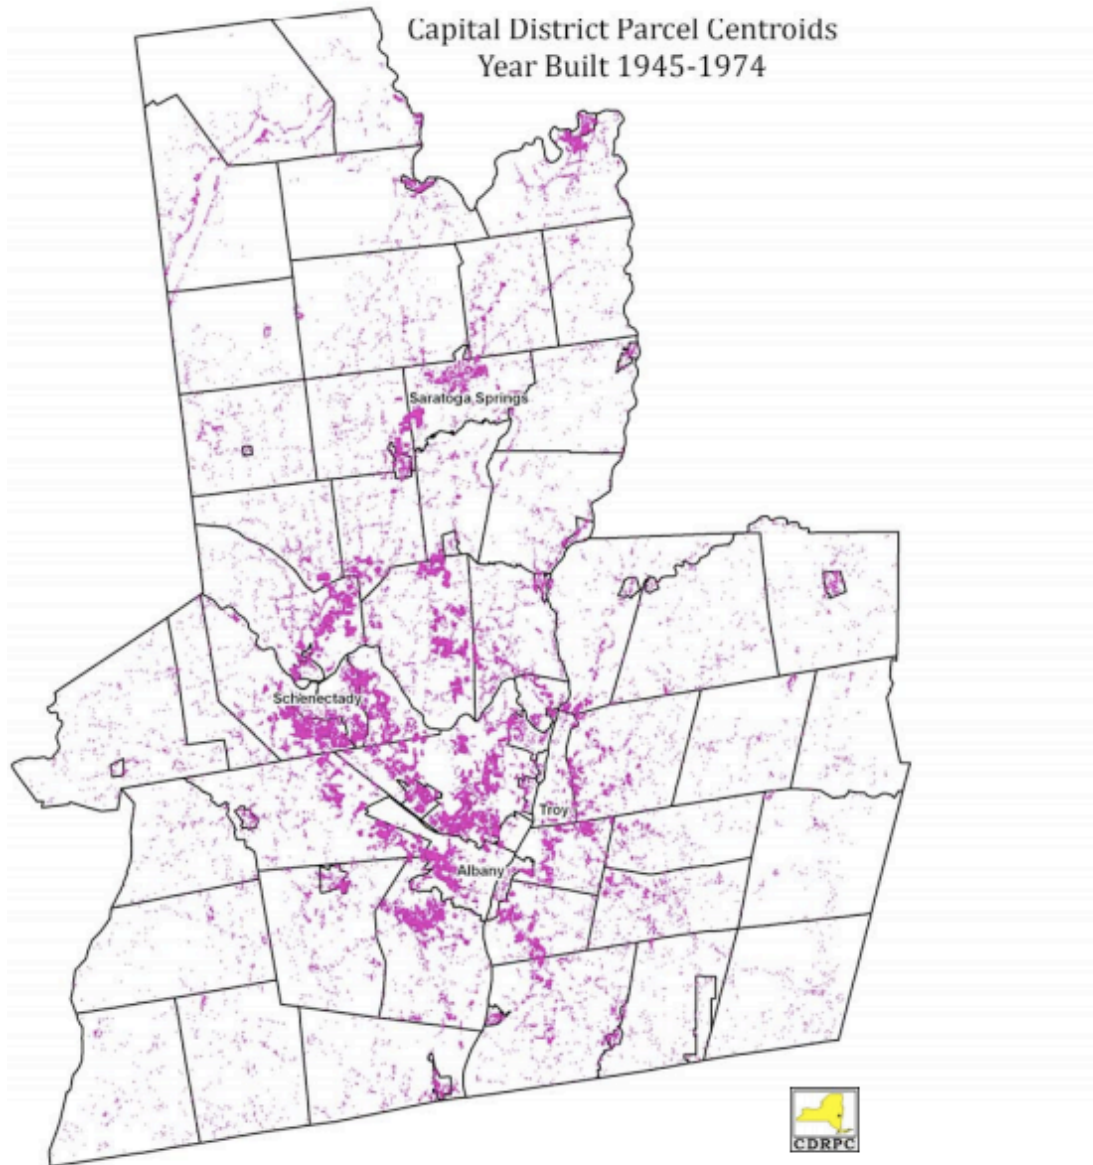 Capital District Parcel Centroids
Year Built 1945-1974
Saratoga Springs
Schenectady
Troy
Albany
CDRPC